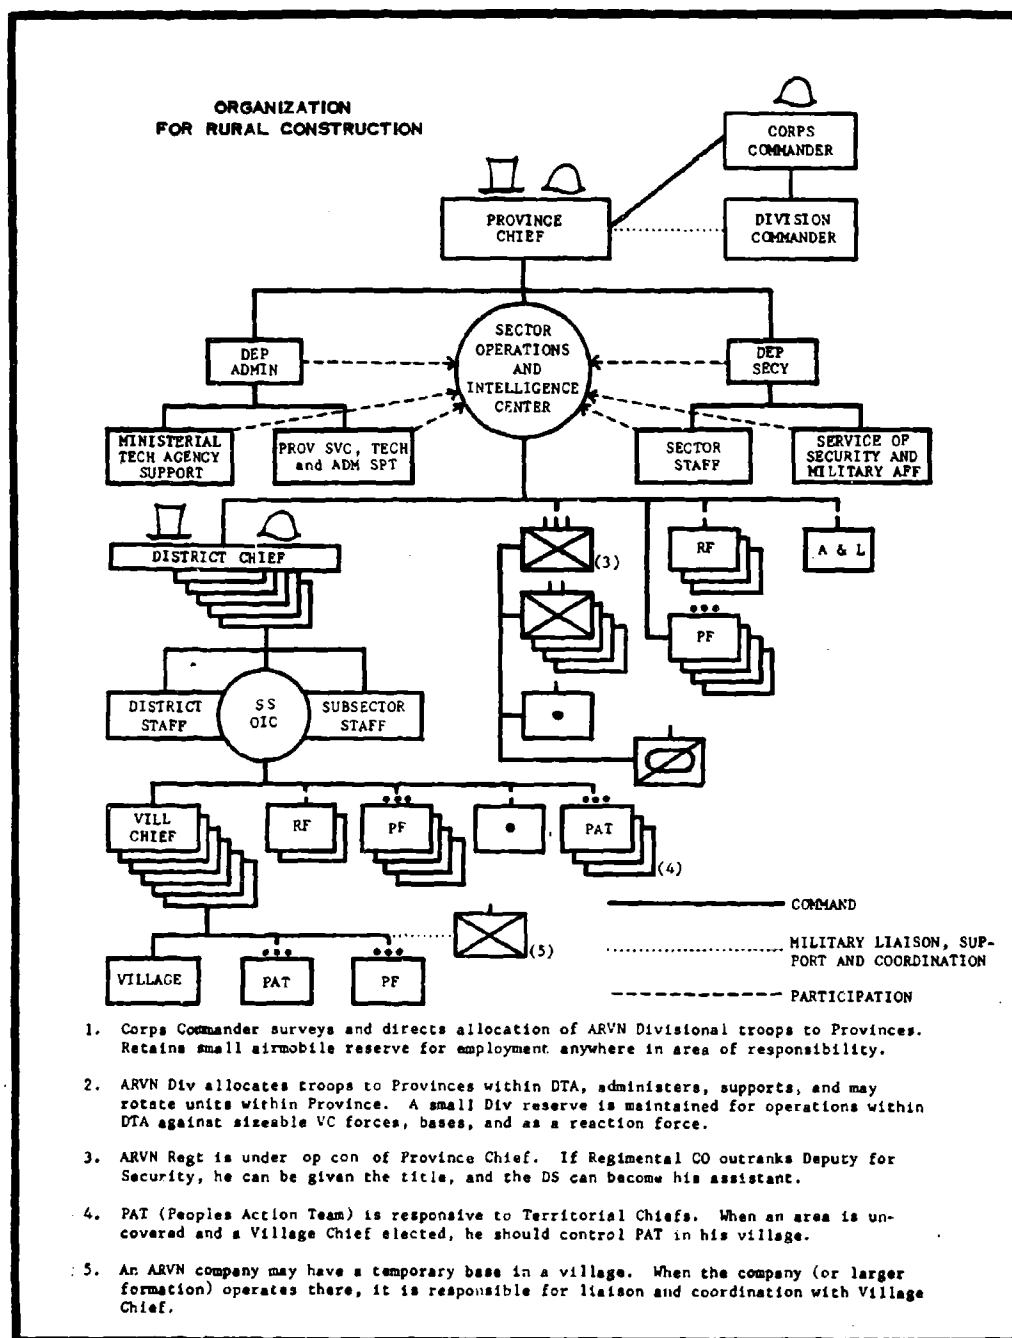 ORGANIZATION
FOR RURAL CONSTRUCTION
CORPS
COMMANDER
PROVINCE
CHIEF
DIVISION
COMMANDER
SECTOR
OPERATIONS
AND
INTELLIGENCE
CENTER
DEP
ADMIN
DEP
SECY
MINISTERIAL
TECH AGENCY
SUPPORT
PROV SVC, TECH
and ADM SPT
SECTOR
STAFF
SERVICE OF
SECURITY AND
MILITARY AFF
DISTRICT CHIEF
(3)
RF
A & L
PF
DISTRICT
STAFF
SS
OIC
SUBSECTOR
STAFF
VILL
CHIEF
RF
PF
PAT
(4)
COMMAND
(5)
MILITARY LIAISON, SUP-
PORT AND COORDINATION
VILLAGE
PAT
PF
PARTICIPATION
1. Corps Commander surveys and directs allocation of ARVN Divisional troops to Provinces.
Retains small airmobile reserve for employment anywhere in area of responsibility.
2. ARVN Div allocates troops to Provinces within DTA, administers, supports, and may
rotate units within Province. A small Div reserve is maintained for operations within
DTA against sizeable VC forces, bases, and as a reaction force.
3. ARVN Regt is under op con of Province Chief. If Regimental CO outranks Deputy for
Security, he can be given the title, and the DS can become his assistant.
4. PAT (Peoples Action Team) is responsive to Territorial Chiefs. When an area is un-
covered and a Village Chief elected, he should control PAT in his village.
5. An ARVN company may have a temporary base in a village. When the company (or larger
formation) operates there, it is responsible for liaison and coordination with Village
Chief.